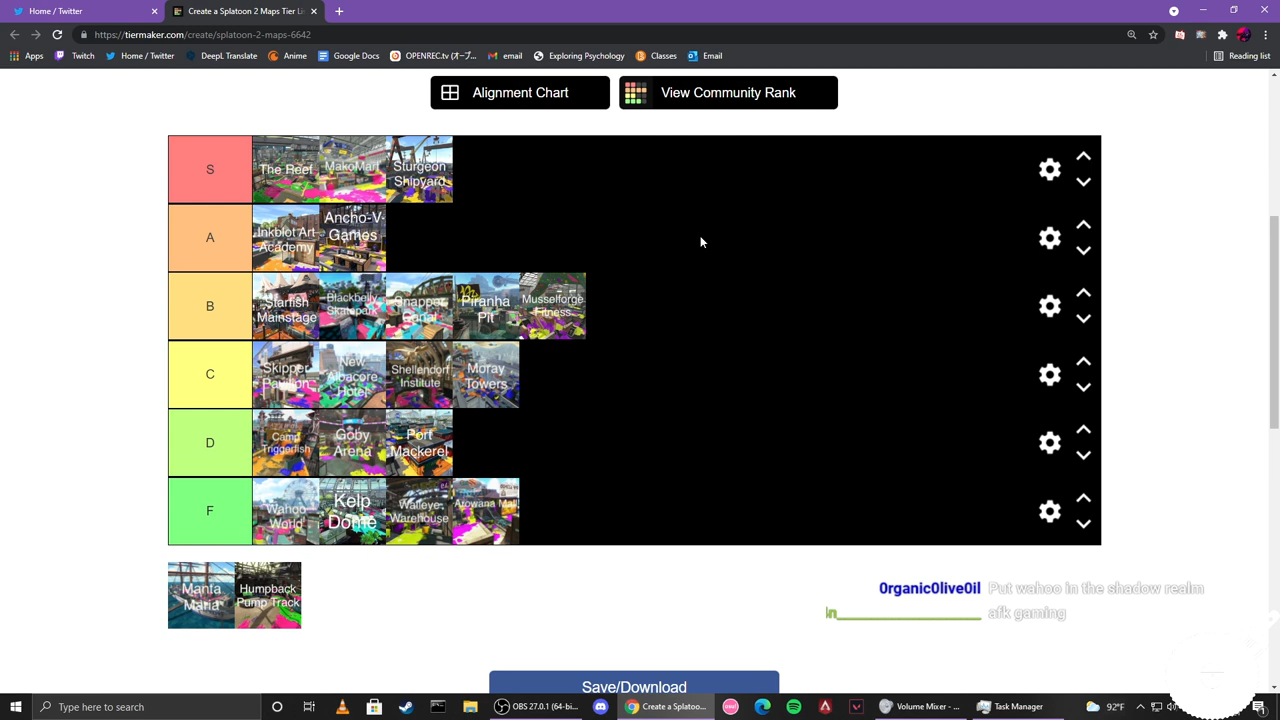 Home / Twitter
Create a Splatoon 2 Maps Tier Li
https://tiermaker.com/create/splatoon-2-maps-6642
Apps
Twitch
Home / Twitter
DeepL Translate
Anime
Google Docs
OPENREC.tv
email
Exploring Psychology
Classes
Email
Reading list
Alignment Chart
View Community Rank
S
The Reef
MakoMart
Sturgeon
Shipyard
A
Inkblot Art
Academy
Ancho-V
Games
B
Starfish
Mainstage
Blackbelly
Skatepark
Snapper
Canal
Piranha
Pit
Musselforge
Fitness
C
Skipper
Pavilion
New
Albacore
Hotel
Shellendorf
Institute
Moray
Towers
D
Camp
Triggerfish
Goby
Arena
Port
Mackerel
F
Wahoo
World
Kelp
Dome
Walleye
Warehouse
Arowana Mall
Manta
Maria
Humpback
Pump Track
0rganic0live0il Put wahoo in the shadow realm
ln____________________ afk gaming
Save/Download
Type here to search
OBS 27.0.1 (64-bi...
Create a Splatoo...
Volume Mixer - ...
Task Manager
92°F